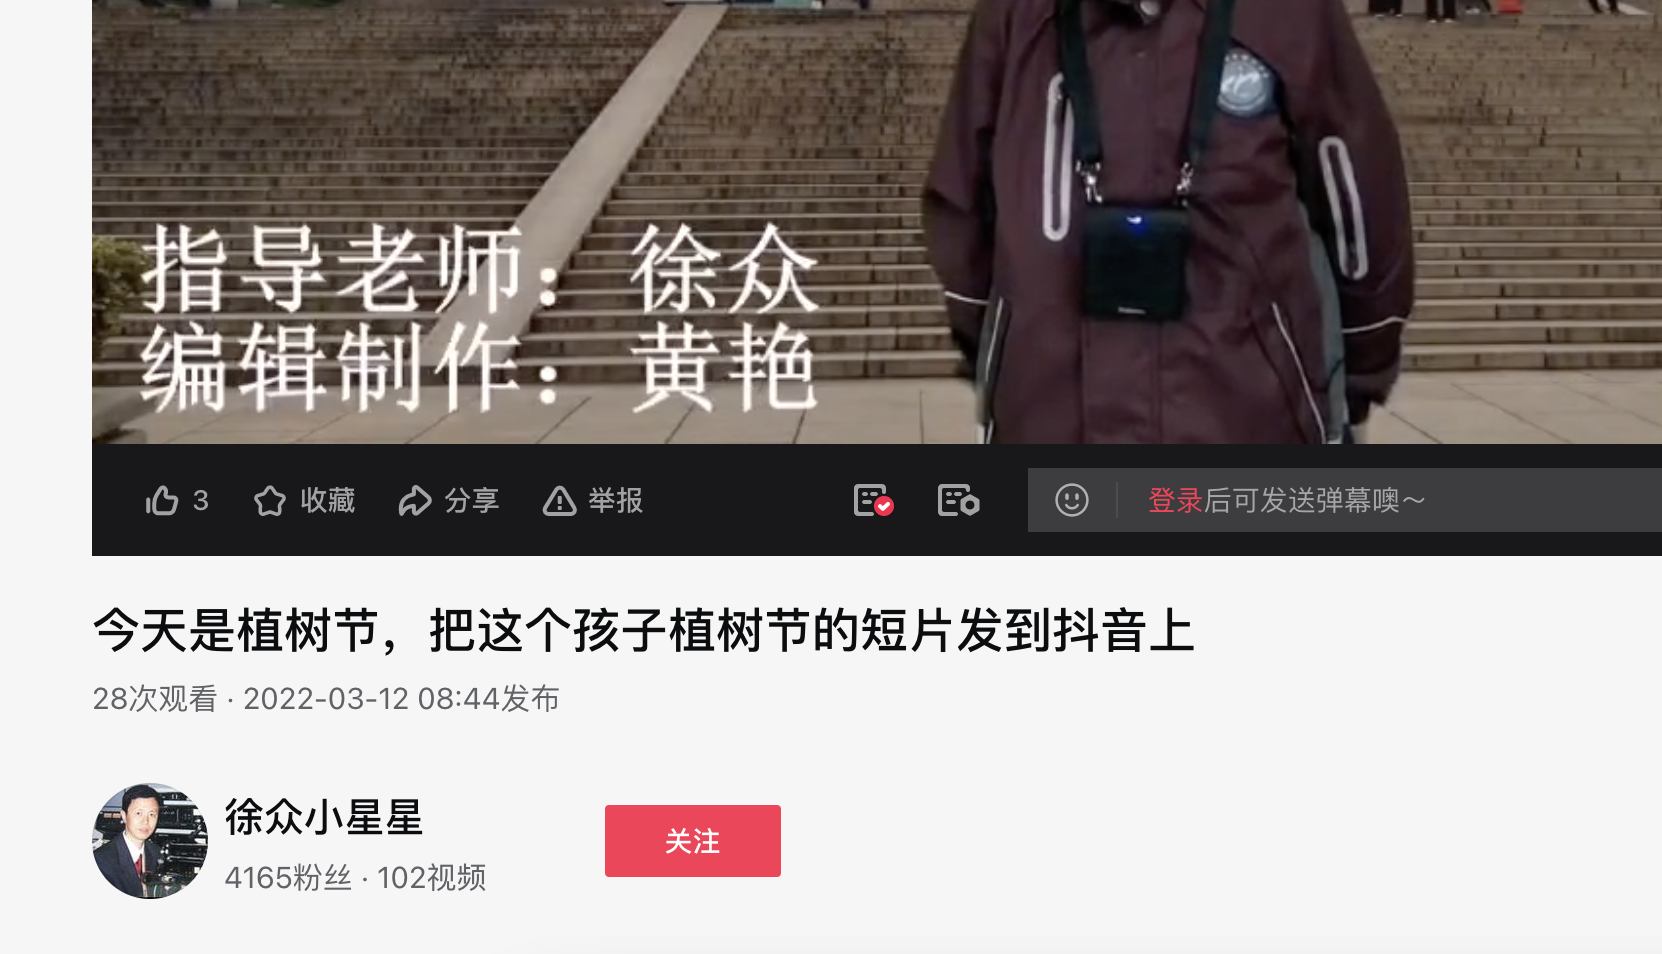 指导老师：徐众
编辑制作：黄艳
3 收藏 分享 举报 登录后可发送弹幕噢～
今天是植树节，把这个孩子植树节的短片发到抖音上
28次观看 · 2022-03-12 08:44发布
徐众小星星
关注
4165粉丝 · 102视频